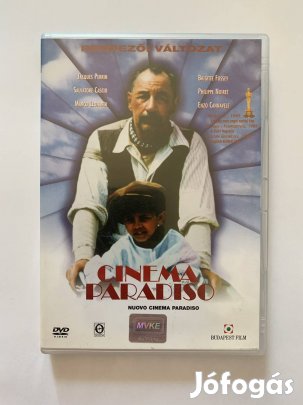 RENDEZŐI VÁLTOZAT
JACQUES PERRIN
BRIGITTE FOSSEY
SALVATORE CASCIO
PHILIPPE NOIRET
MARCO LEONARDI
ENZO CANNAVALE
CINEMA
PARADISO
NUOVO CINEMA PARADISO
DVD
VIDEO
MVKE
BUDAPEST FILM
Jófogás